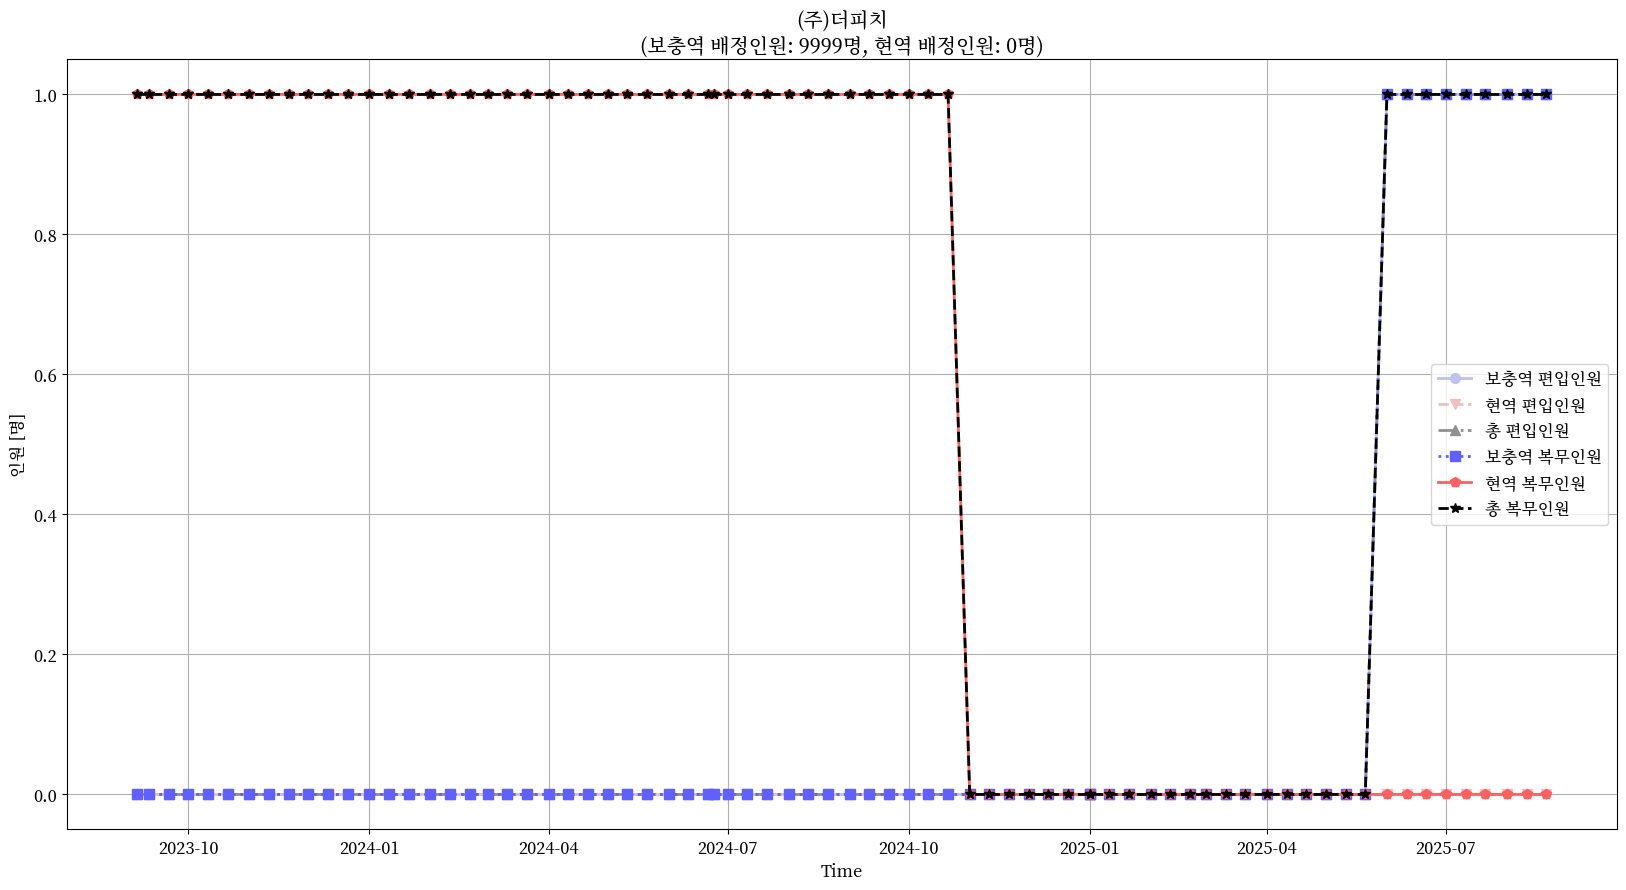 (주)더피치
(보충역 배정인원: 9999명, 현역 배정인원: 0명)
인원 [명]
1.0
0.8
0.6
0.4
0.2
0.0
보충역 편입인원
현역 편입인원
총 편입인원
보충역 복무인원
현역 복무인원
총 복무인원
2023-10
2024-01
2024-04
2024-07
2024-10
2025-01
2025-04
2025-07
Time